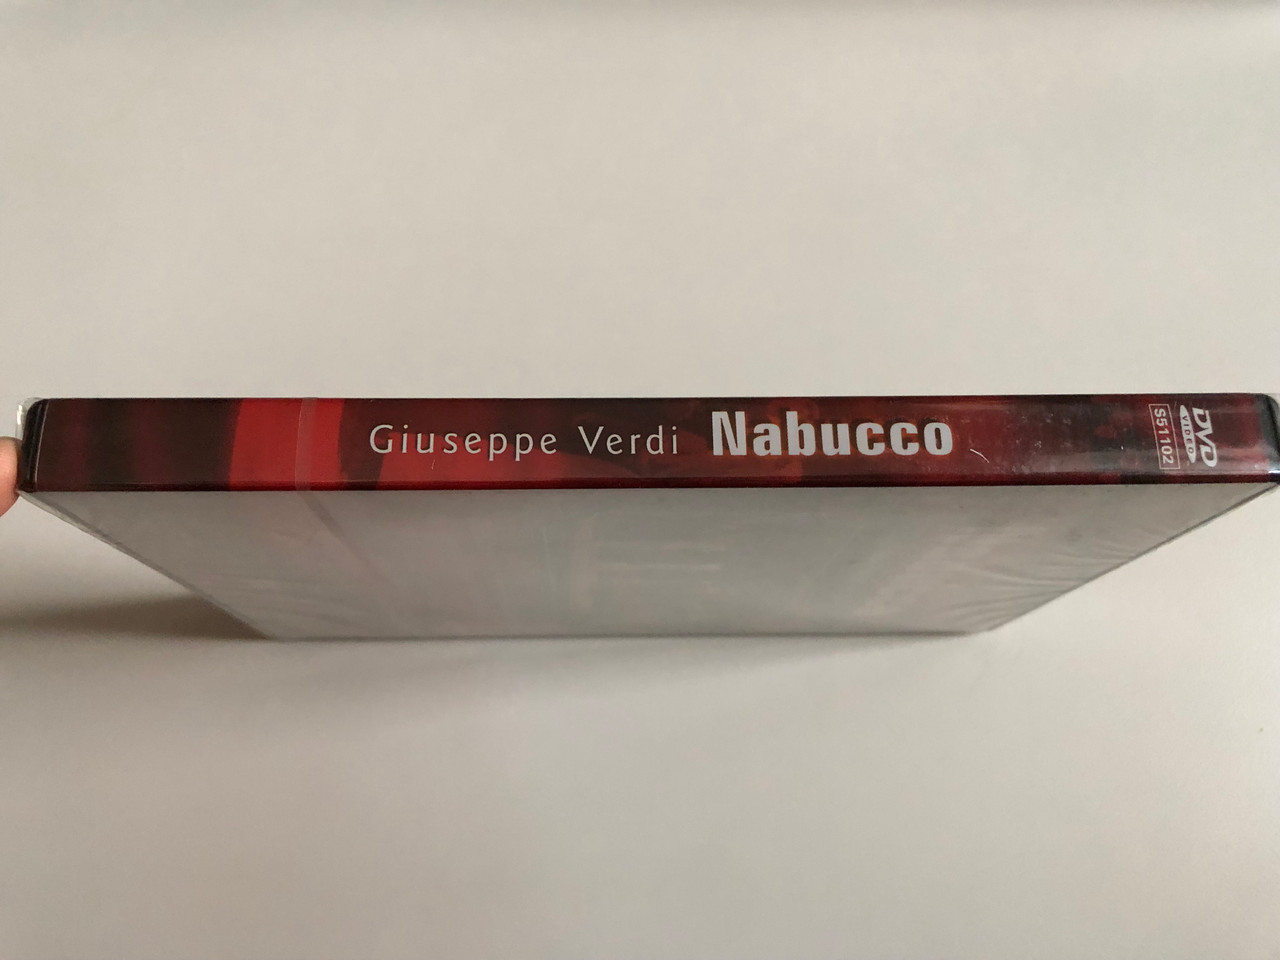 Giuseppe Verdi Nabucco
DVD
VIDEO
S51102